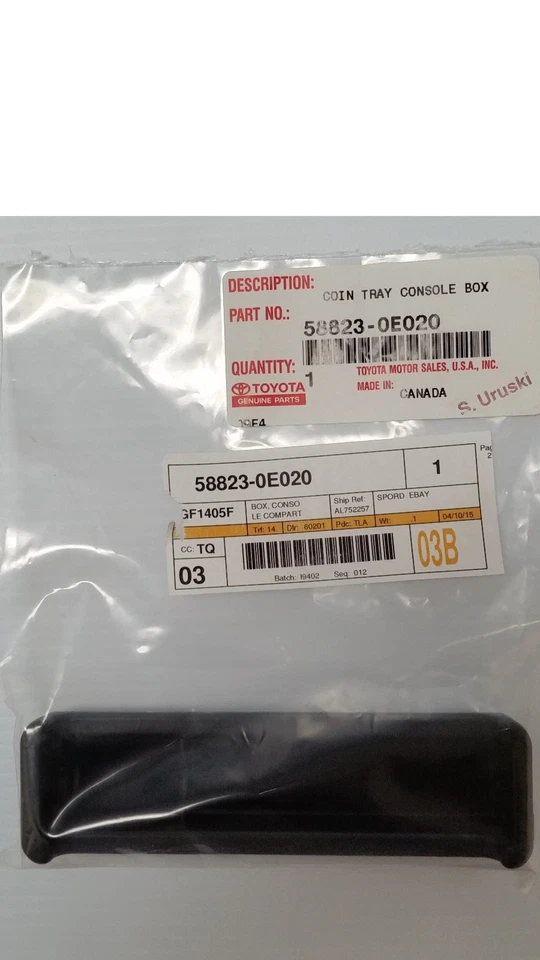 DESCRIPTION: COIN TRAY CONSOLE BOX
PART NO.: 58823-0E020
QUANTITY: 1
TOYOTA MOTOR SALES, U.S.A., INC.
TOYOTA
GENUINE PARTS
MADE IN: CANADA
S. Uruski
58823-0E020 1
GF1405F
BOX, CONSO
LE COMPART
Ship Ref:
AL752257
SPORD EBAY
Trt: 14 Dlr: 60201 Pdc: TLA Wt: .1 04/10/15
CC: TQ
03
03B
Batch: I9402 Seq: 012